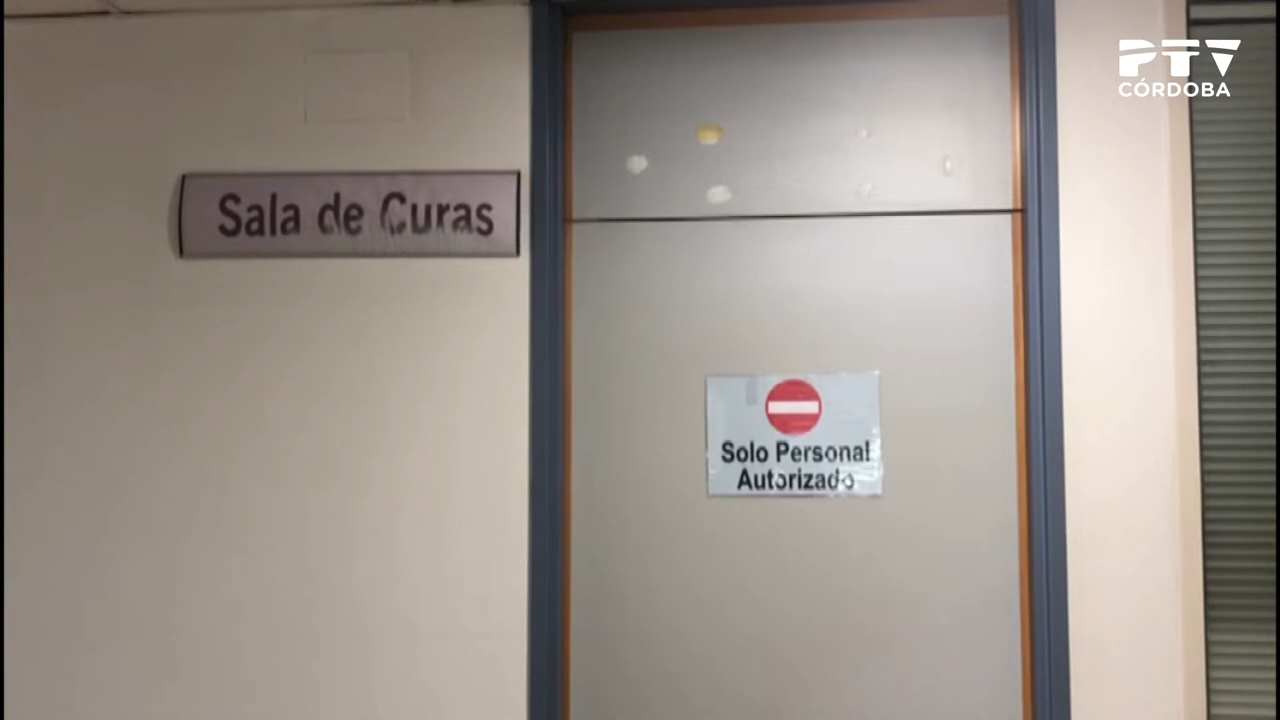 PTV
CÓRDOBA
Sala de Curas
Solo Personal
Autorizado